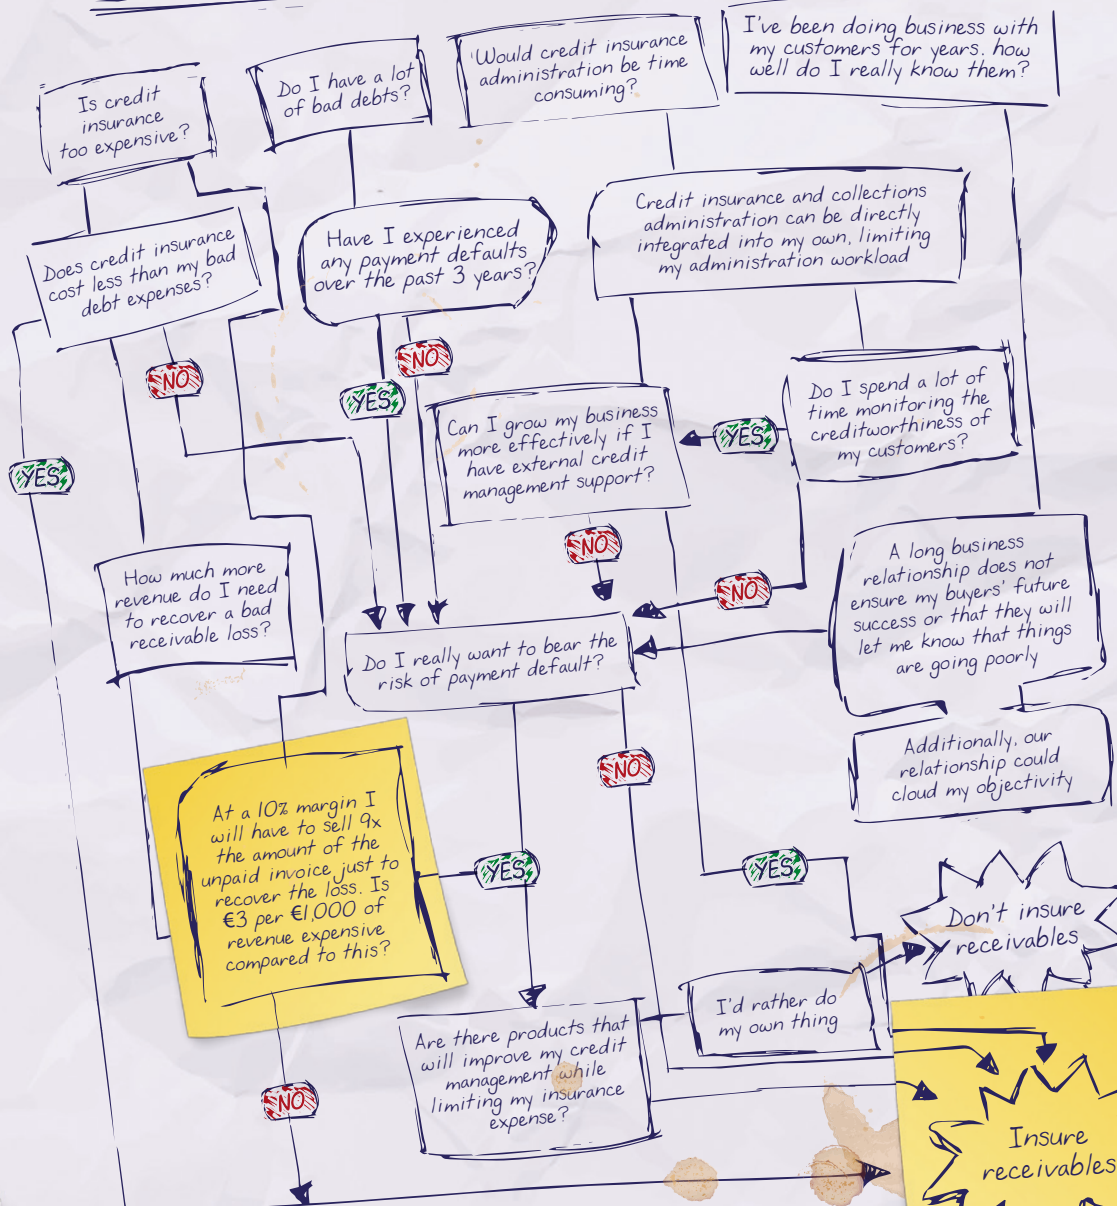 Is credit
insurance
too expensive?
Do I have a lot
of bad debts?
'Would credit insurance
administration be time
consuming?
I've been doing business with
my customers for years. how
well do I really know them?
Does credit insurance
cost less than my bad
debt expenses?
Have I experienced
any payment defaults
over the past 3 years?
Credit insurance and collections
administration can be directly
integrated into my own, limiting
my administration workload
NO
NO
YES
Can I grow my business
more effectively if I
have external credit
management support?
YES
Do I spend a lot of
time monitoring the
creditworthiness of
my customers?
YES
NO
NO
How much more
revenue do I need
to recover a bad
receivable loss?
A long business
relationship does not
ensure my buyers' future
success or that they will
let me know that things
are going poorly
Do I really want to bear the
risk of payment default?
NO
Additionally, our
relationship could
cloud my objectivity
At a 10% margin I
will have to sell 9x
the amount of the
unpaid invoice just to
recover the loss. Is
€3 per €1,000 of
revenue expensive
compared to this?
YES
YES
Don't insure
receivables
I'd rather do
my own thing
Are there products that
will improve my credit
management while
limiting my insurance
expense?
NO
Insure
receivables